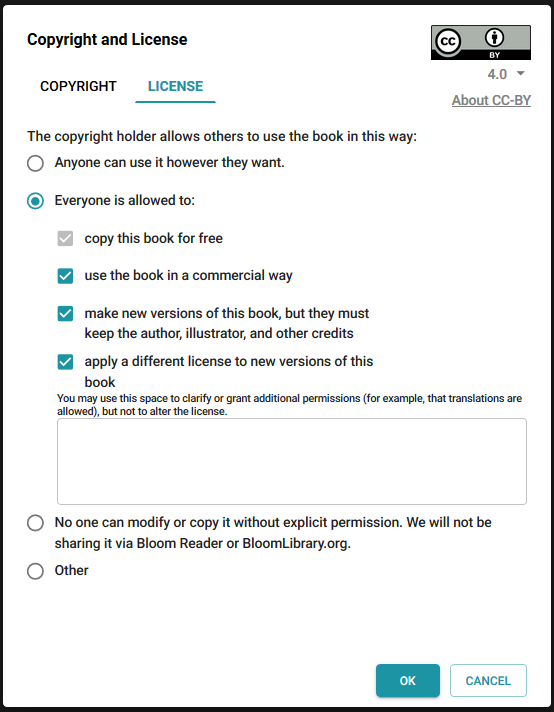 Copyright and License
cc
BY
4.0
COPYRIGHT
LICENSE
About CC-BY
The copyright holder allows others to use the book in this way:
Anyone can use it however they want.
Everyone is allowed to:
copy this book for free
use the book in a commercial way
make new versions of this book, but they must
keep the author, illustrator, and other credits
apply a different license to new versions of this
book
You may use this space to clarify or grant additional permissions (for example, that translations are
allowed), but not to alter the license.
No one can modify or copy it without explicit permission. We will not be
sharing it via Bloom Reader or BloomLibrary.org.
Other
OK
CANCEL